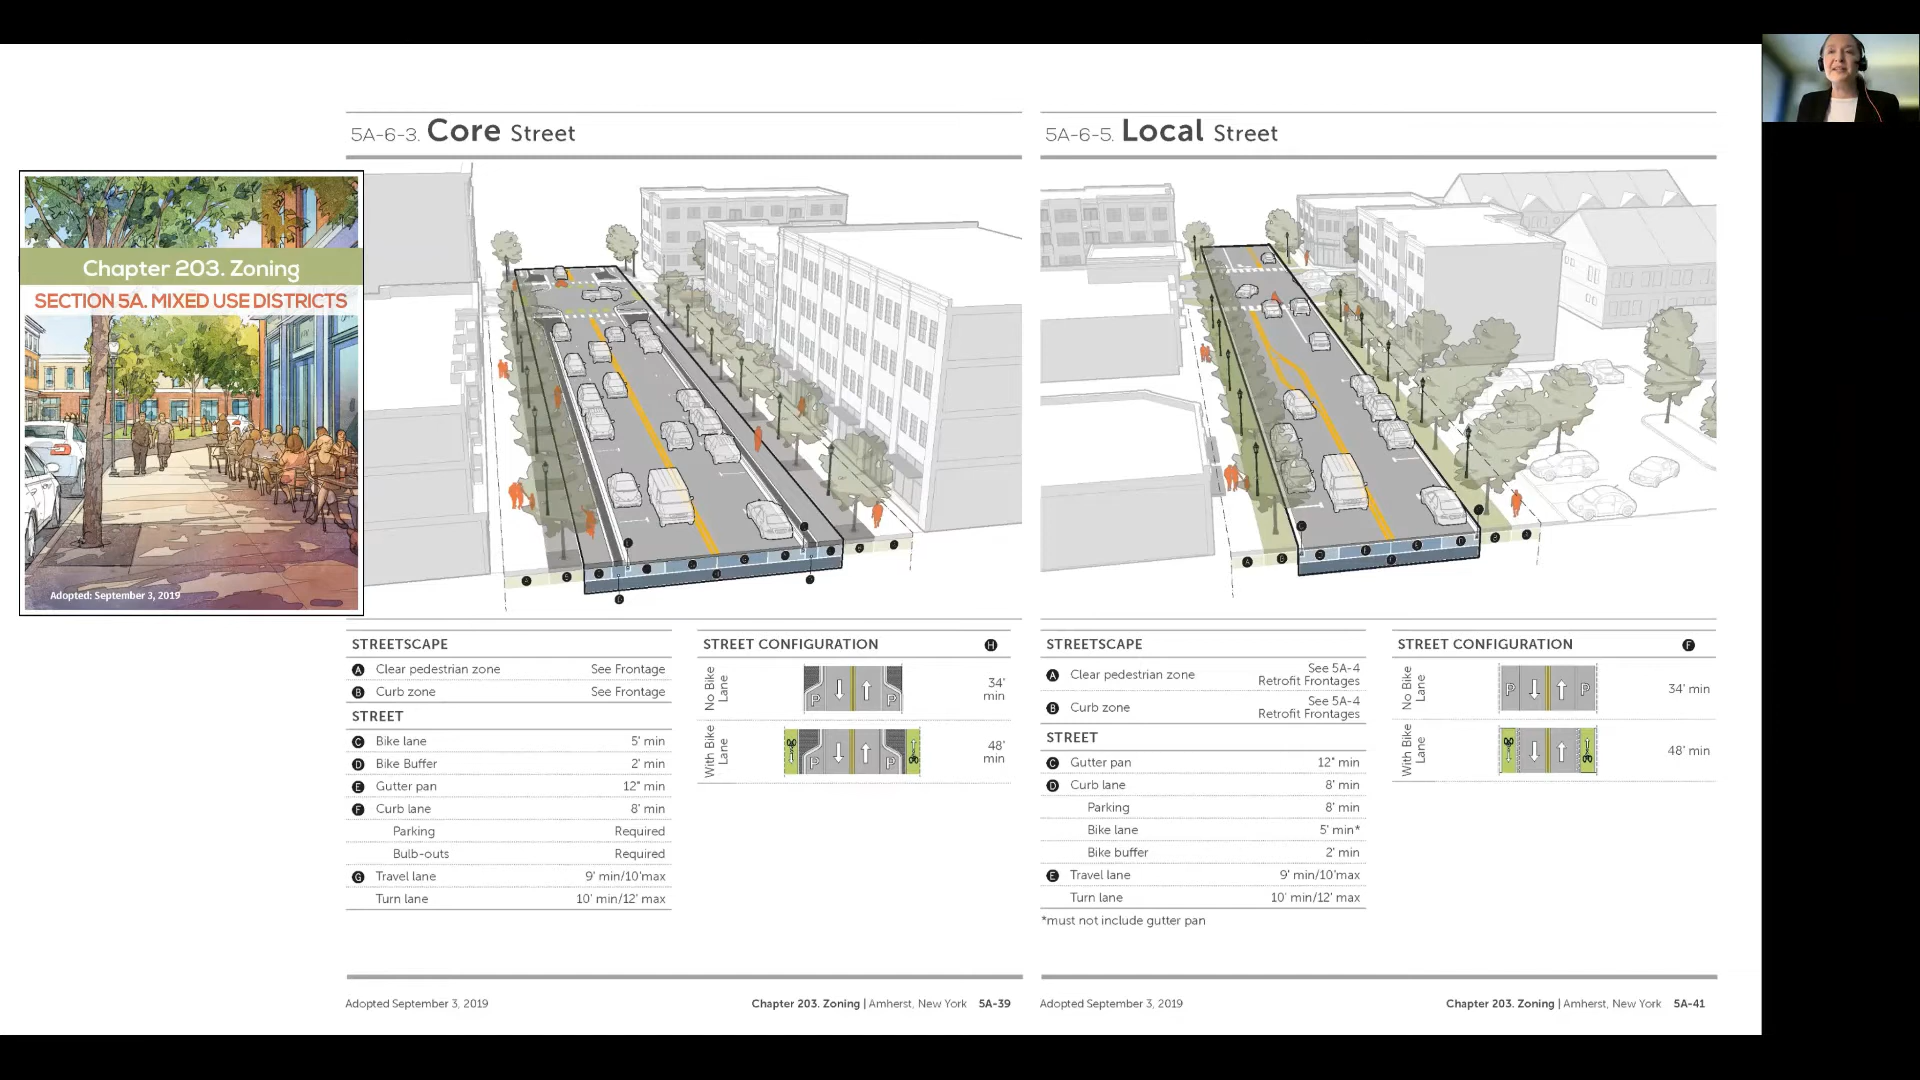 Chapter 203. Zoning
SECTION 5A. MIXED USE DISTRICTS
Adopted: September 3, 2019
5A-6-3. Core Street
STREETSCAPE
A Clear pedestrian zone See Frontage
B Curb zone See Frontage
STREET
C Bike lane 5' min
D Bike Buffer 2' min
E Gutter pan 12" min
F Curb lane 8' min
Parking Required
Bulb-outs Required
G Travel lane 9' min/10'max
Turn lane 10' min/12' max
STREET CONFIGURATION H
No Bike
Lane
P P
34'
min
With Bike
Lane
P P
48'
min
Adopted September 3, 2019
Chapter 203. Zoning | Amherst, New York 5A-39
5A-6-5. Local Street
STREETSCAPE
A Clear pedestrian zone See 5A-4
Retrofit Frontages
B Curb zone See 5A-4
Retrofit Frontages
STREET
C Gutter pan 12" min
D Curb lane 8' min
Parking 8' min
Bike lane 5' min*
Bike buffer 2' min
E Travel lane 9' min/10'max
Turn lane 10' min/12' max
*must not include gutter pan
STREET CONFIGURATION F
No Bike
Lane
P P
34' min
With Bike
Lane
48' min
Adopted September 3, 2019
Chapter 203. Zoning | Amherst, New York 5A-41